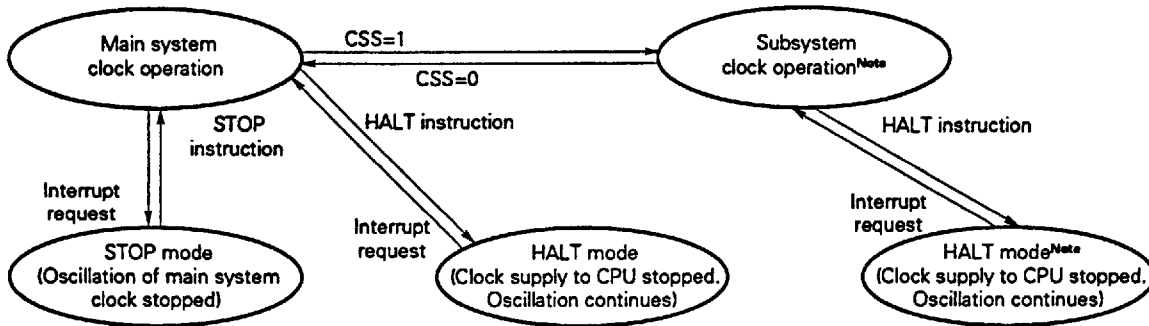 Main system
clock operation
CSS=1
CSS=0
Subsystem
clock operationNote
STOP
instruction
HALT instruction
HALT instruction
Interrupt
request
Interrupt
request
Interrupt
request
STOP mode
(Oscillation of main system
clock stopped)
HALT mode
(Clock supply to CPU stopped.
Oscillation continues)
HALT modeNote
(Clock supply to CPU stopped.
Oscillation continues)